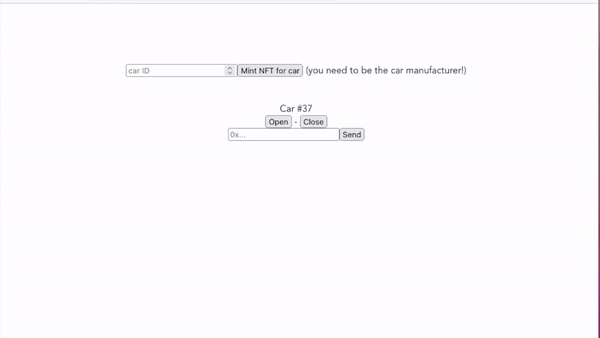 car ID Mint NFT for car (you need to be the car manufacturer!)
Car #37
Open - Close
0x... Send